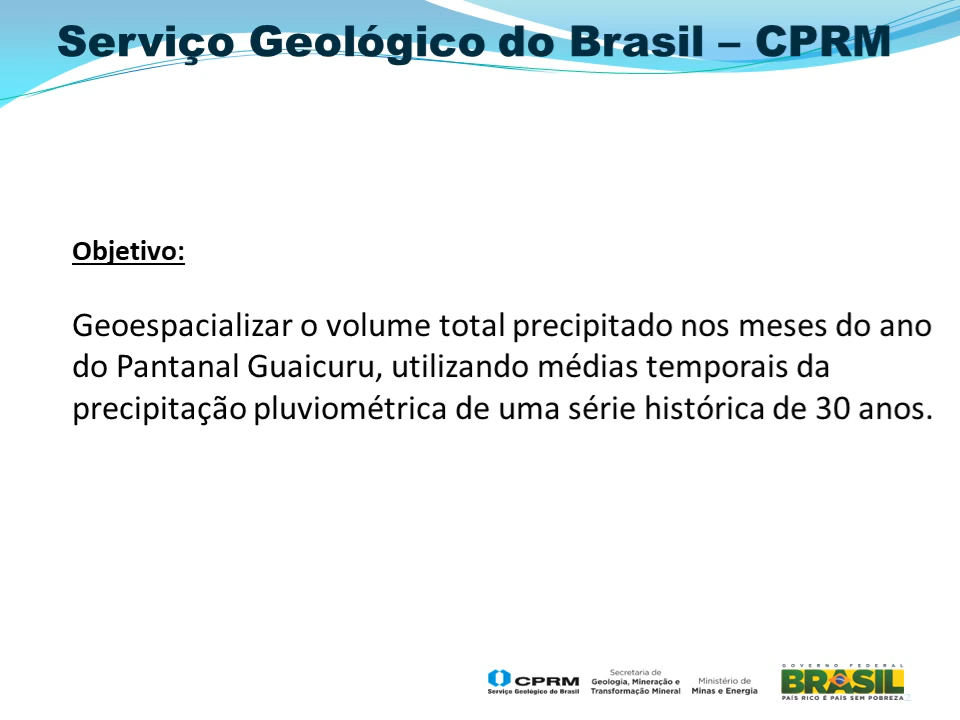 Serviço Geológico do Brasil – CPRM
Objetivo:
Geoespacializar o volume total precipitado nos meses do ano
do Pantanal Guaicuru, utilizando médias temporais da
precipitação pluviométrica de uma série histórica de 30 anos.
CPRM
Serviço Geológico do Brasil
Secretaria de
Geologia, Mineração e
Transformação Mineral
Ministério de
Minas e Energia
GOVERNO FEDERAL
BRASIL
PAÍS RICO É PAÍS SEM POBREZA